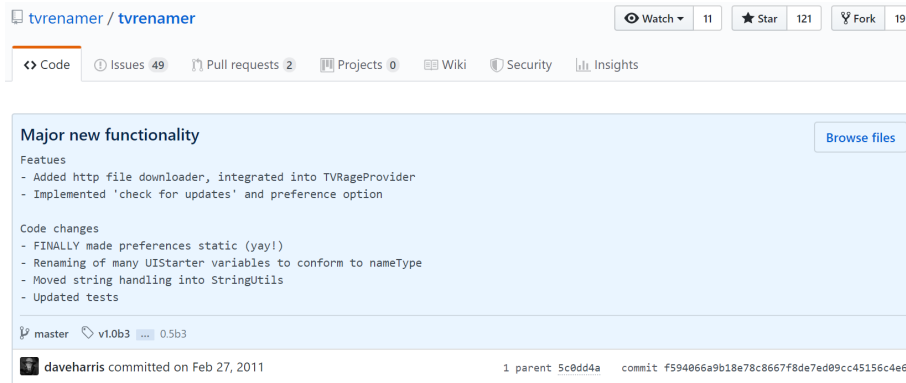 tvrenamer / tvrenamer Watch 11 Star 121 Fork 19
Code Issues 49 Pull requests 2 Projects 0 Wiki Security Insights
Major new functionality
Browse files
Featues
- Added http file downloader, integrated into TVRageProvider
- Implemented 'check for updates' and preference option
Code changes
- FINALLY made preferences static (yay!)
- Renaming of many UIStarter variables to conform to nameType
- Moved string handling into StringUtils
- Updated tests
master v1.0b3 ... 0.5b3
daveharris committed on Feb 27, 2011 1 parent 5c0dd4a commit f594066a9b18e78c8667f8de7ed09cc45156c4e6